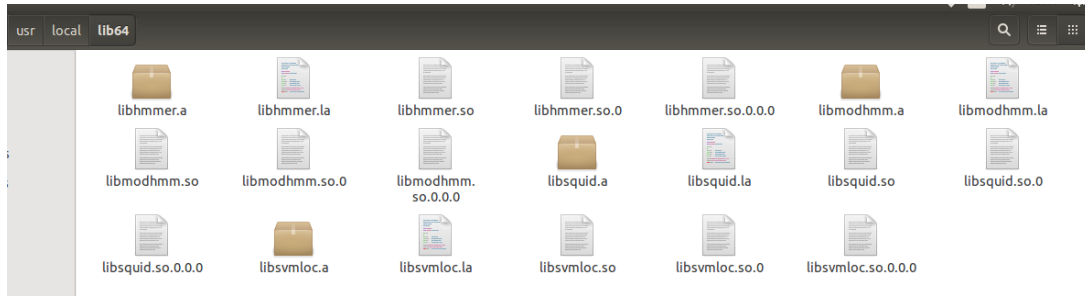 usr local lib64
libhmmer.a libhmmer.la libhmmer.so libhmmer.so.0 libhmmer.so.0.0.0 libmodhmm.a libmodhmm.la
libmodhmm.so libmodhmm.so.0 libmodhmm.
so.0.0.0 libsquid.a libsquid.la libsquid.so libsquid.so.0
libsquid.so.0.0.0 libsvmloc.a libsvmloc.la libsvmloc.so libsvmloc.so.0 libsvmloc.so.0.0.0